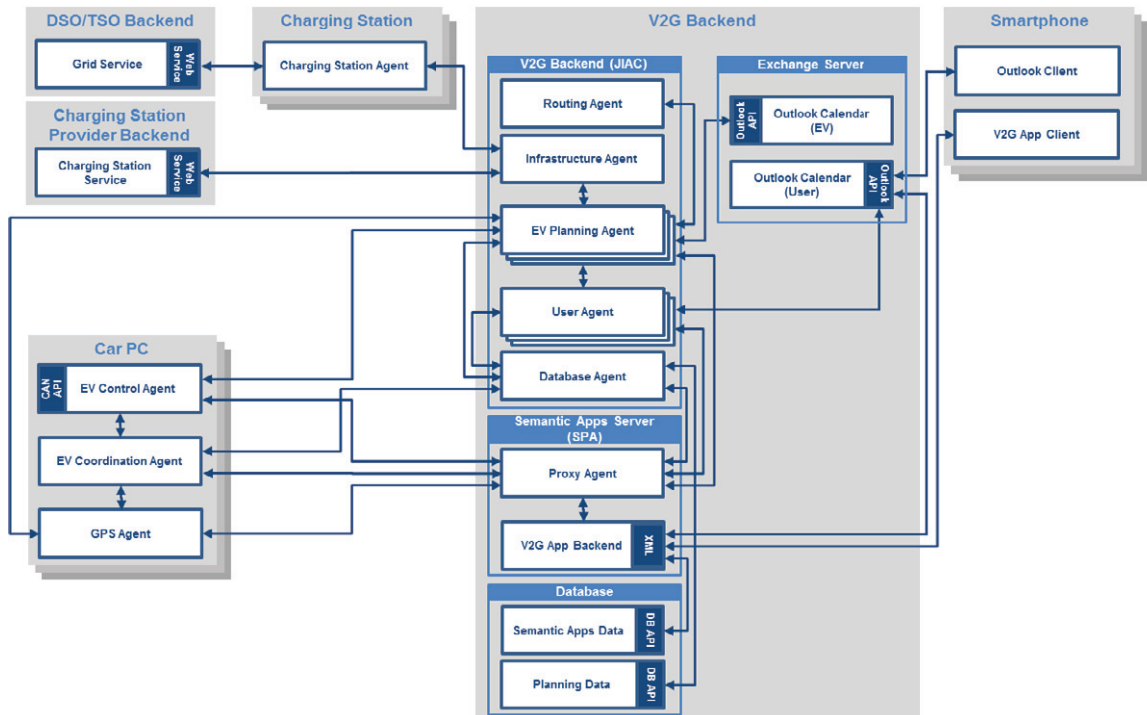 DSO/TSO Backend
Grid Service
Web
Service
Charging Station
Provider Backend
Charging Station
Service
Web
Service
Charging Station
Charging Station Agent
V2G Backend
V2G Backend (JIAC)
Routing Agent
Infrastructure Agent
EV Planning Agent
User Agent
Database Agent
Exchange Server
Outlook
API
Outlook Calendar
(EV)
Outlook Calendar
(User)
Outlook
API
Smartphone
Outlook Client
V2G App Client
Car PC
CAN
API
EV Control Agent
EV Coordination Agent
GPS Agent
Semantic Apps Server
(SPA)
Proxy Agent
V2G App Backend
XML
Database
Semantic Apps Data
DB API
Planning Data
DB API